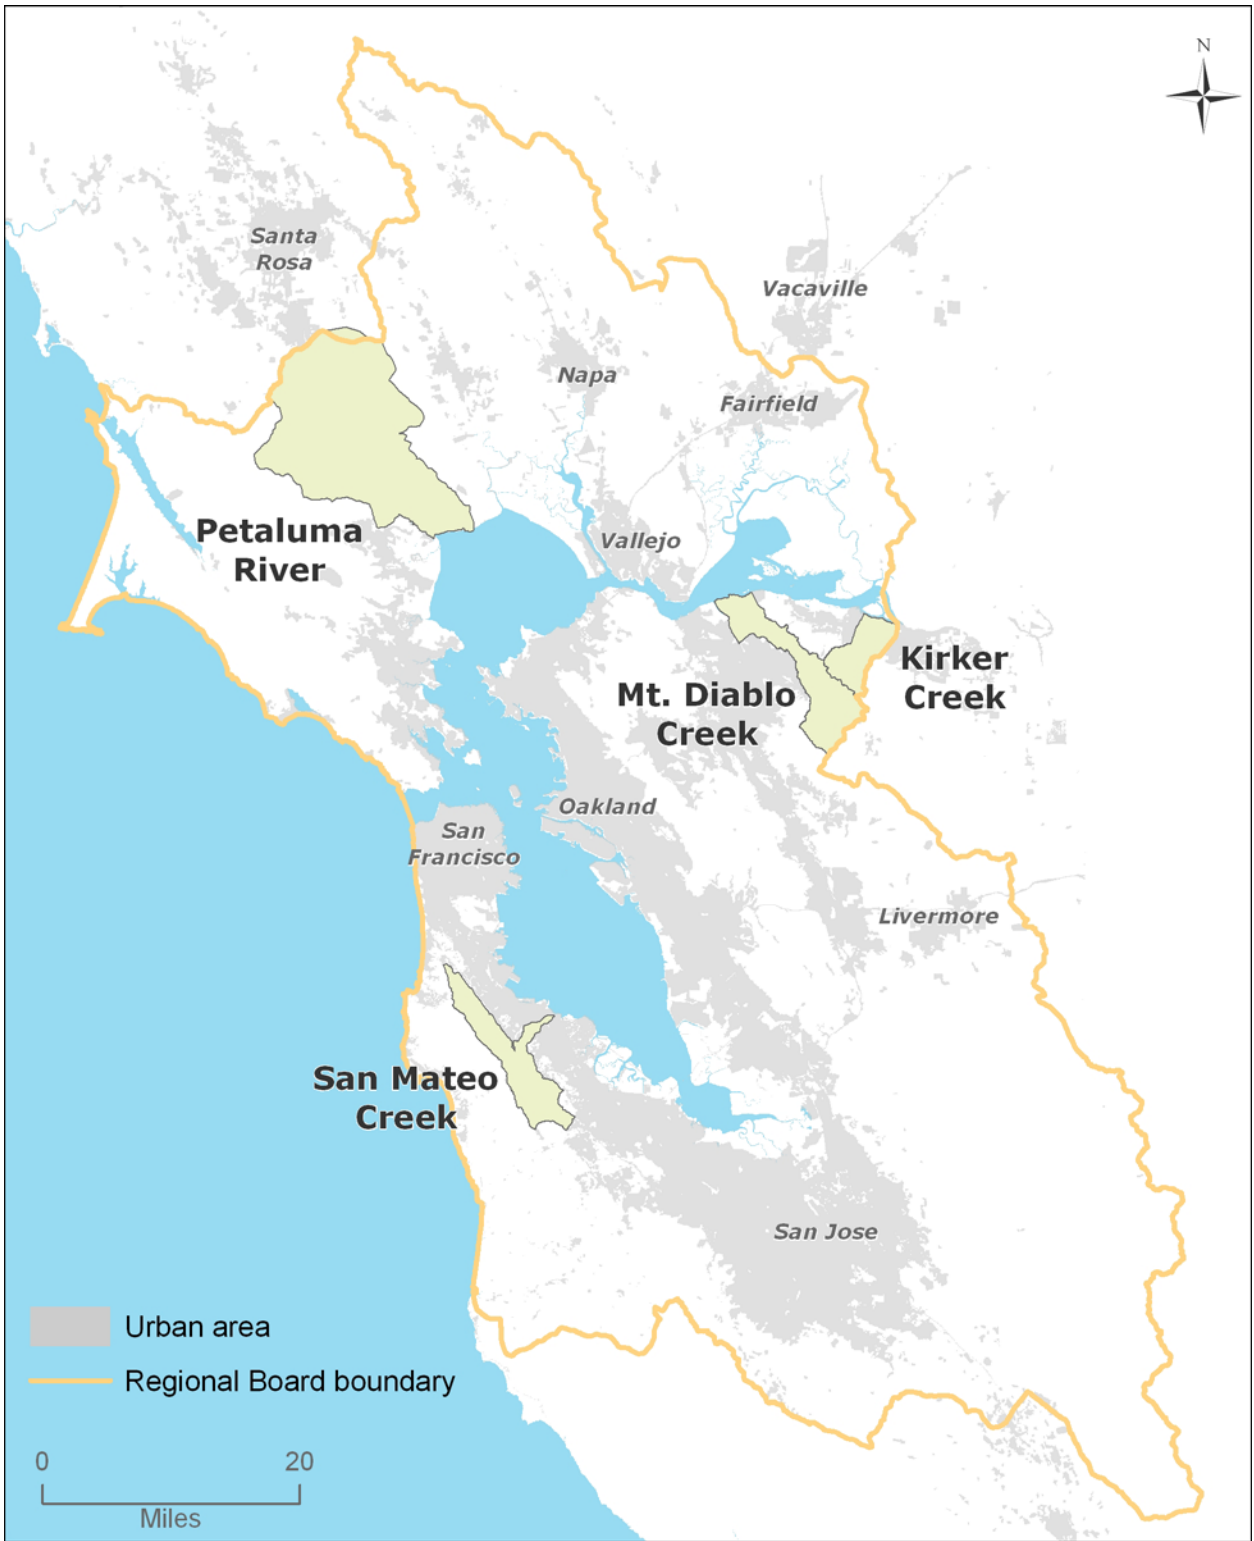 N
Santa
Rosa
Vacaville
Napa
Fairfield
Petaluma
River
Vallejo
Kirker
Creek
Mt. Diablo
Creek
Oakland
San
Francisco
Livermore
San Mateo
Creek
San Jose
Urban area
Regional Board boundary
0 20
Miles